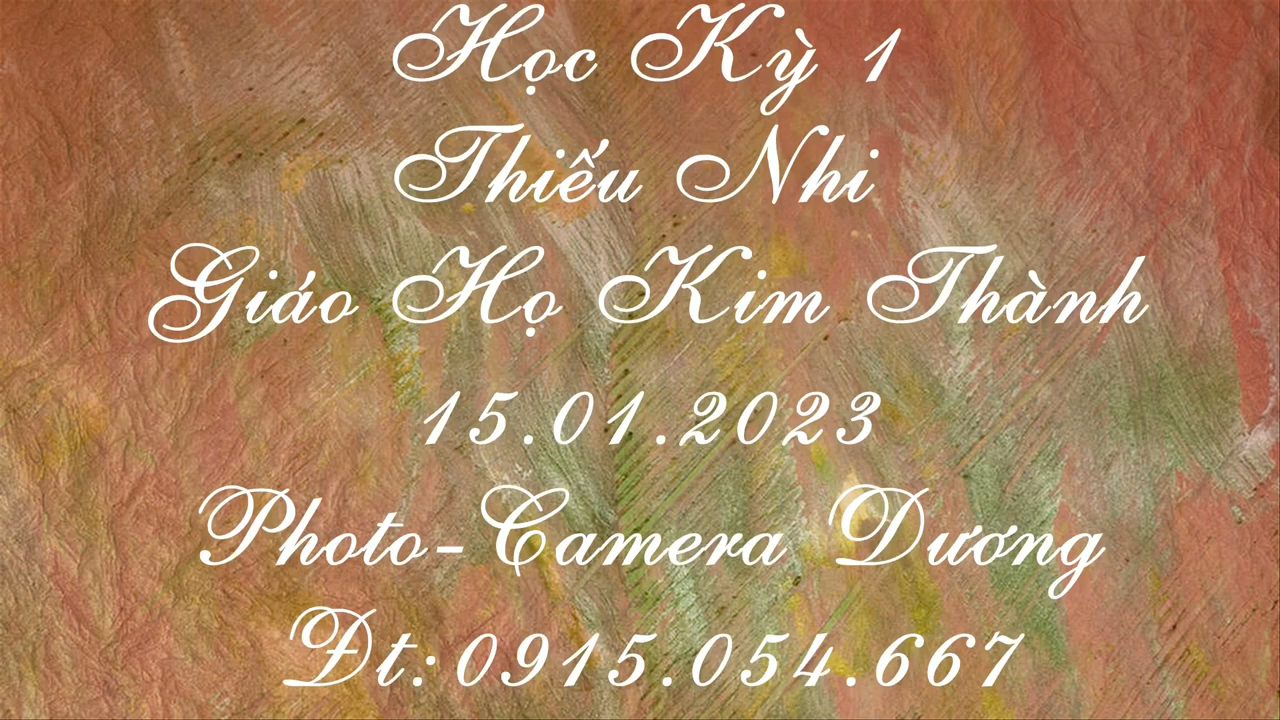 Học Kỳ 1
Thiếu Nhi
Giáo Họ Kim Thành
15.01.2023
Photo-Camera Dương
Đt:0915.054.667